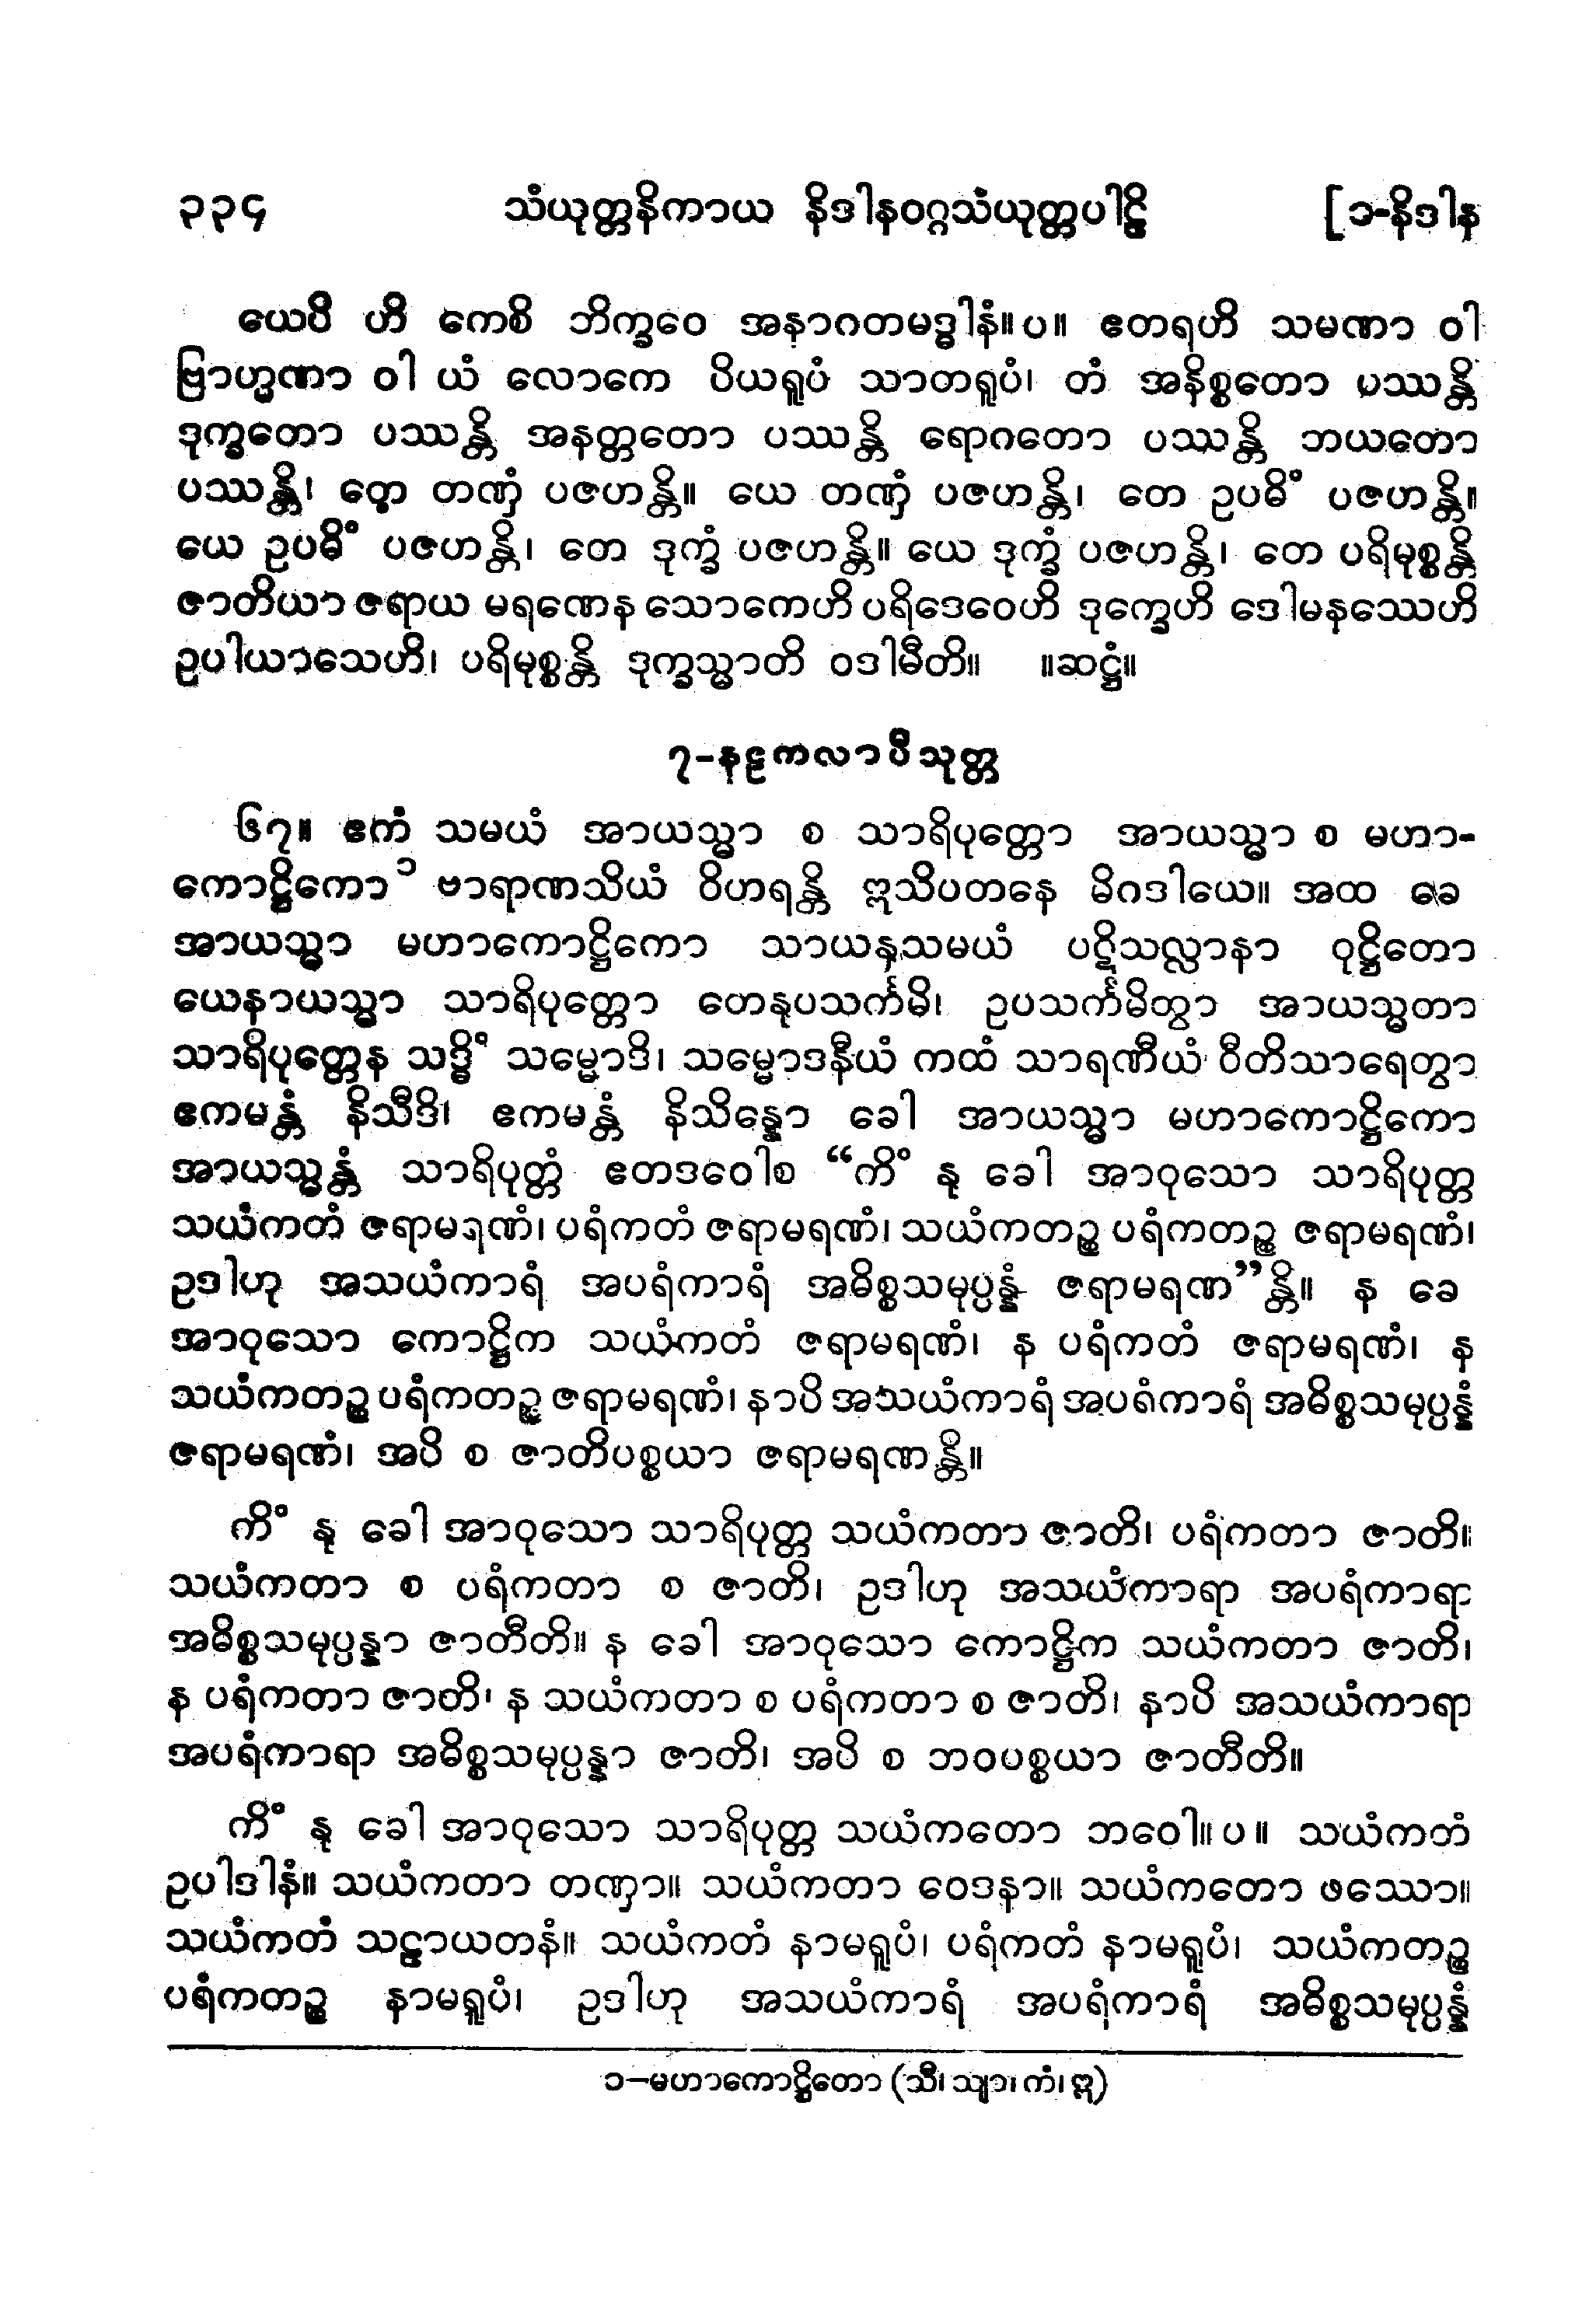 ၃၃၄ သံယုတ္တနိကာယ နိဒါနဝဂ္ဂသံယုတ္တပါဠိ [၁-နိဒါန
ယေပိ ဟိ ကေစိ ဘိက္ခဝေ အနာဂတမဒ္ဓါနံ။ပ။ ဧတရဟိ သမဏာ ဝါ
ဗြာဟ္မဏာ ဝါ ယံ လောကေ ပိယရူပံ သာတရူပံ၊ တံ အနိစ္စတော ပဿန္တိ
ဒုက္ခတော ပဿန္တိ အနတ္တတော ပဿန္တိ ရောဂတော ပဿန္တိ ဘယတော
ပဿန္တိ၊ တေ တဏှံ ပဇဟန္တိ။ ယေ တဏှံ ပဇဟန္တိ၊ တေ ဥပဓိံ ပဇဟန္တိ။
ယေ ဥပဓိံ ပဇဟန္တိ၊ တေ ဒုက္ခံ ပဇဟန္တိ။ ယေ ဒုက္ခံ ပဇဟန္တိ၊ တေ ပရိမုစ္စန္တိ
ဇာတိယာ ဇရာယ မရဏေန သောကေဟိ ပရိဒေဝေဟိ ဒုက္ခေဟိ ဒေါမနဿေဟိ
ဥပါယာသေဟိ၊ ပရိမုစ္စန္တိ ဒုက္ခသ္မာတိ ဝဒါမီတိ။ ။ဆဋ္ဌံ။
၇-နဠကလာပီသုတ္တ
၆၇။ ဧကံ သမယံ အာယသ္မာ စ သာရိပုတ္တော အာယသ္မာ စ မဟာ-
ကောဋ္ဌိကော ၁ ဗာရာဏသိယံ ဝိဟရန္တိ ဣသိပတနေ မိဂဒါယေ။ အထ ခေ
အာယသ္မာ မဟာကောဋ္ဌိကော သာယနှသမယံ ပဋိသလ္လာနာ ဝုဋ္ဌိတော
ယေနာယသ္မာ သာရိပုတ္တော တေနုပသင်္ကမိ၊ ဥပသင်္ကမိတွာ အာယသ္မတာ
သာရိပုတ္တေန သဒ္ဓိံ သမ္မောဒိ၊ သမ္မောဒနီယံ ကထံ သာရဏီယံ ဝီတိသာရေတွာ
ဧကမန္တံ နိသီဒိ၊ ဧကမန္တံ နိသိန္နော ခေါ အာယသ္မာ မဟာကောဋ္ဌိကော
အာယသ္မန္တံ သာရိပုတ္တံ ဧတဒဝေါစ “ကိံ နု ခေါ အာဝုသော သာရိပုတ္တ
သယံကတံ ဇရာမရဏံ၊ ပရံကတံ ဇရာမရဏံ၊ သယံကတဉ္စ ပရံကတဉ္စ ဇရာမရဏံ၊
ဥဒါဟု အသယံကာရံ အပရံကာရံ အဓိစ္စသမုပ္ပန္နံ ဇရာမရဏ”န္တိ။ န ခေ
အာဝုသော ကောဋ္ဌိက သယံကတံ ဇရာမရဏံ၊ န ပရံကတံ ဇရာမရဏံ၊ န
သယံကတဉ္စ ပရံကတဉ္စ ဇရာမရဏံ၊ နာပိ အသယံကာရံ အပရံကာရံ အဓိစ္စသမုပ္ပန္နံ
ဇရာမရဏံ၊ အပိ စ ဇာတိပစ္စယာ ဇရာမရဏန္တိ။
ကိံ နု ခေါ အာဝုသော သာရိပုတ္တ သယံကတာ ဇာတိ၊ ပရံကတာ ဇာတိ။
သယံကတာ စ ပရံကတာ စ ဇာတိ၊ ဥဒါဟု အသယံကာရာ အပရံကာရာ
အဓိစ္စသမုပ္ပန္နာ ဇာတီတိ။ န ခေါ အာဝုသော ကောဋ္ဌိက သယံကတာ ဇာတိ၊
န ပရံကတာ ဇာတိ၊ န သယံကတာ စ ပရံကတာ စ ဇာတိ၊ နာပိ အသယံကာရာ
အပရံကာရာ အဓိစ္စသမုပ္ပန္နာ ဇာတိ၊ အပိ စ ဘဝပစ္စယာ ဇာတီတိ။
ကိံ နု ခေါ အာဝုသော သာရိပုတ္တ သယံကတော ဘဝေါ။ပ။ သယံကတံ
ဥပါဒါနံ။ သယံကတာ တဏှာ။ သယံကတာ ဝေဒနာ။ သယံကတော ဖဿော။
သယံကတံ သဠာယတနံ။ သယံကတံ နာမရူပံ၊ ပရံကတံ နာမရူပံ၊ သယံကတဉ္စ
ပရံကတဉ္စ နာမရူပံ၊ ဥဒါဟု အသယံကာရံ အပရံကာရံ အဓိစ္စသမုပ္ပန္နံ
၁–မဟာကောဋ္ဌိတော (သီ၊ သျာ၊ ကံ၊ ဣ)